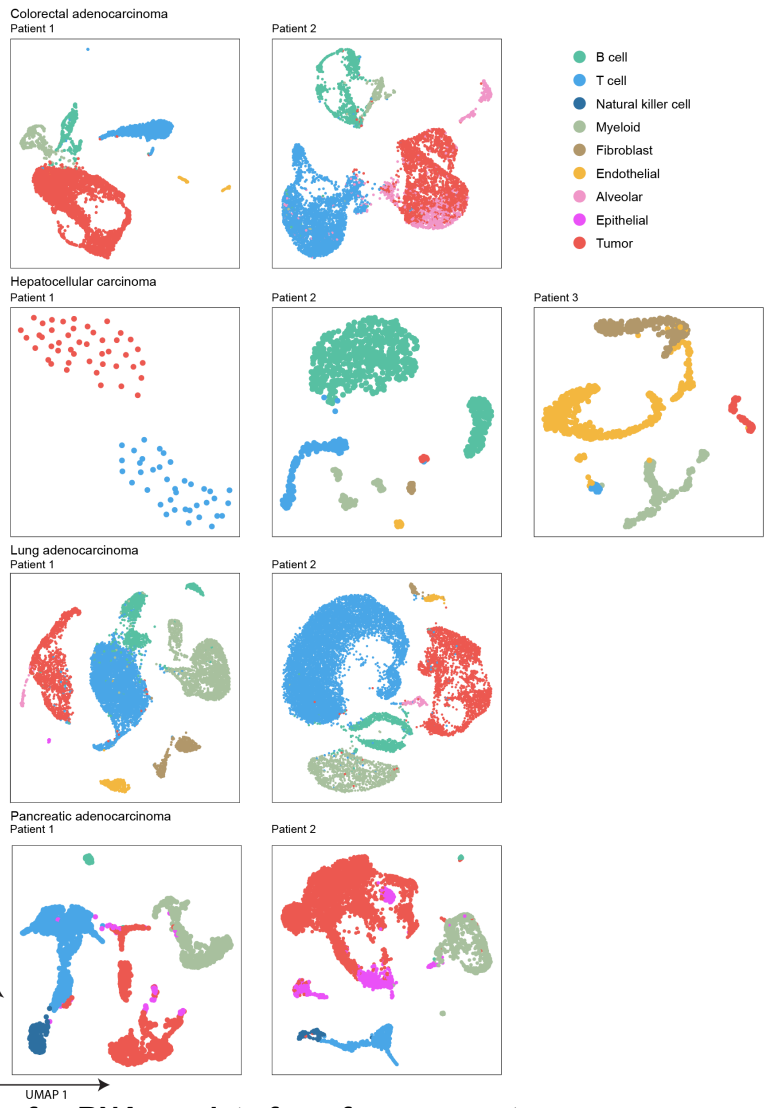 Colorectal adenocarcinoma
Patient 1
Patient 2
B cell
T cell
Natural killer cell
Myeloid
Fibroblast
Endothelial
Alveolar
Epithelial
Tumor
Hepatocellular carcinoma
Patient 1
Patient 2
Patient 3
Lung adenocarcinoma
Patient 1
Patient 2
Pancreatic adenocarcinoma
Patient 1
Patient 2
UMAP 1